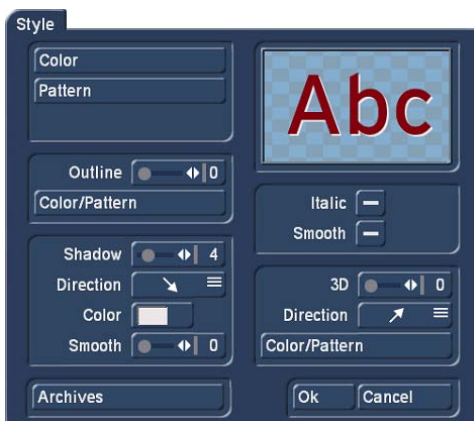 Style
Color
Pattern
Abc
Outline 0
Color/Pattern
Italic
Smooth
Shadow 4
Direction
Color
Smooth 0
3D 0
Direction
Color/Pattern
Archives
Ok Cancel